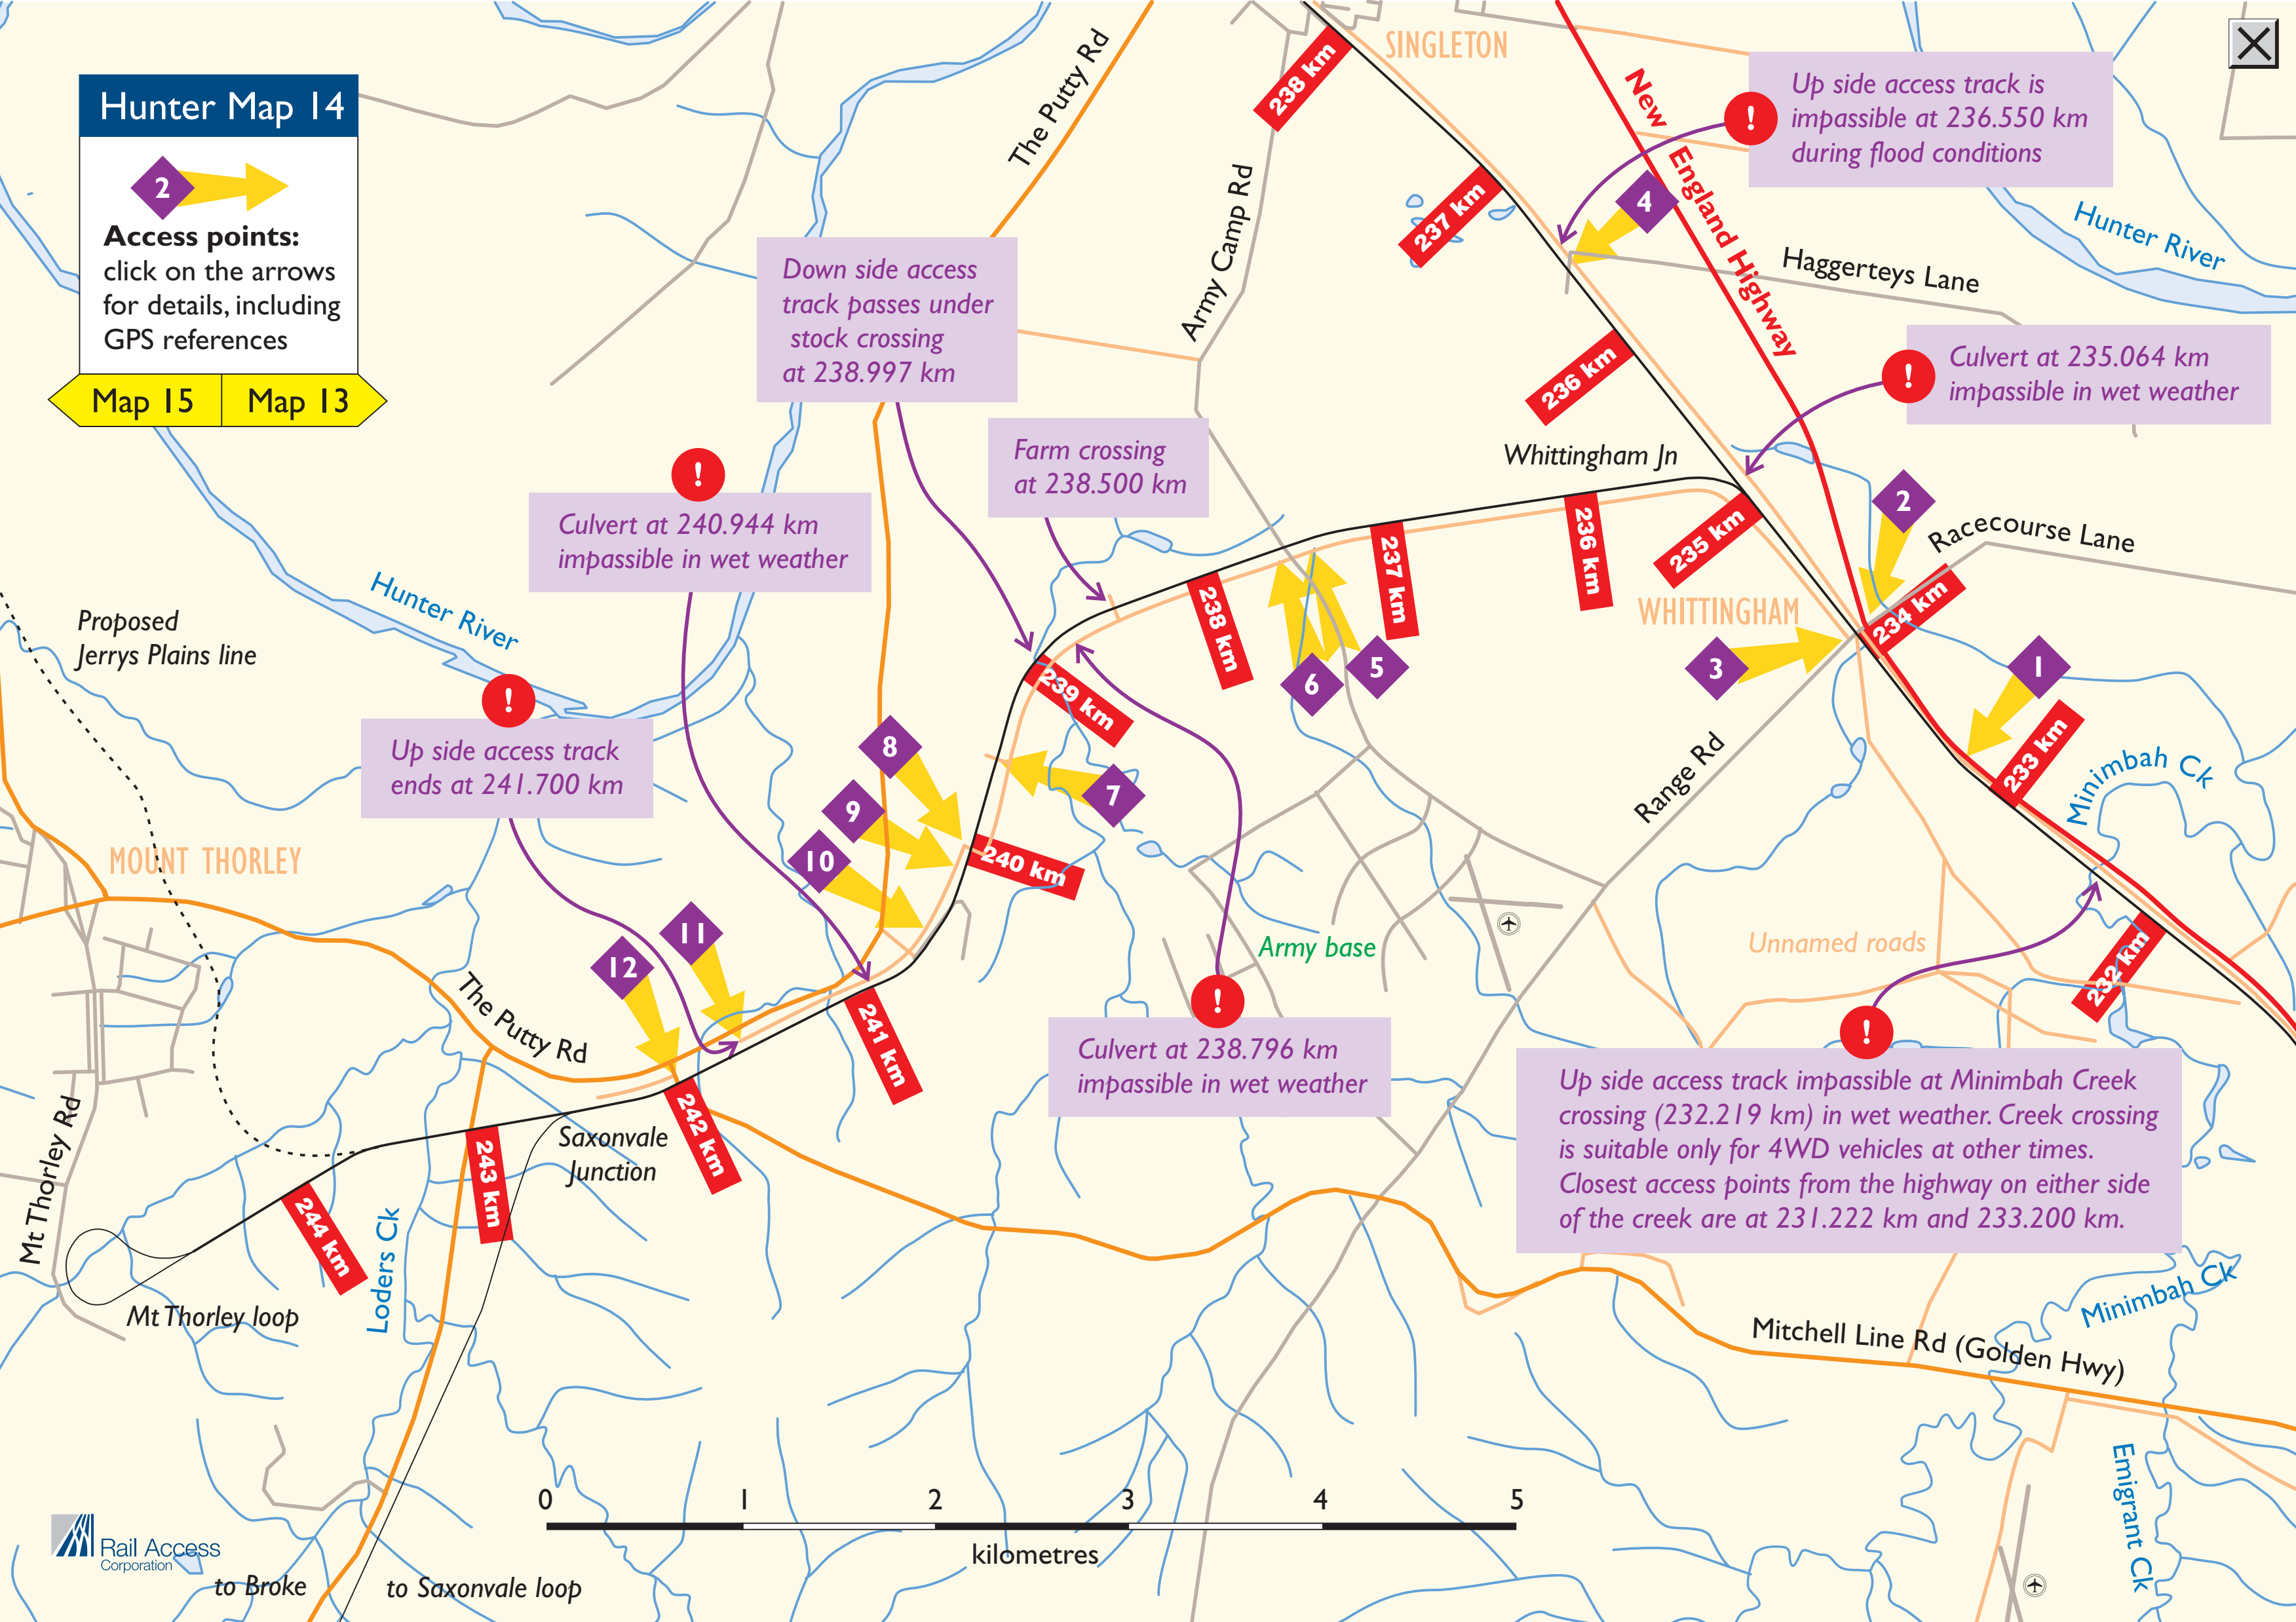 Hunter Map 14
2
Access points:
click on the arrows
for details, including
GPS references
Map 15
Map 13
The Putty Rd
238 km
SINGLETON
New England Highway
!
Up side access track is
impassible at 236.550 km
during flood conditions
Hunter River
4
237 km
Army Camp Rd
Haggerteys Lane
Down side access
track passes under
stock crossing
at 238.997 km
236 km
!
Culvert at 235.064 km
impassible in wet weather
Farm crossing
at 238.500 km
Whittingham Jn
!
Culvert at 240.944 km
impassible in wet weather
2
Racecourse Lane
237 km
236 km
235 km
238 km
WHITTINGHAM
234 km
Hunter River
Proposed
Jerrys Plains line
239 km
6
5
3
1
233 km
Minimbah Ck
!
Up side access track
ends at 241.700 km
8
7
9
10
240 km
Range Rd
MOUNT THORLEY
11
12
Army base
Unnamed roads
232 km
The Putty Rd
241 km
!
Culvert at 238.796 km
impassible in wet weather
!
Up side access track impassible at Minimbah Creek
crossing (232.219 km) in wet weather. Creek crossing
is suitable only for 4WD vehicles at other times.
Closest access points from the highway on either side
of the creek are at 231.222 km and 233.200 km.
Mt Thorley Rd
242 km
Saxonvale
Junction
243 km
244 km
Loders Ck
Mt Thorley loop
Minimbah Ck
Mitchell Line Rd (Golden Hwy)
Emigrant Ck
0 1 2 3 4 5
kilometres
Rail Access
Corporation
to Broke
to Saxonvale loop